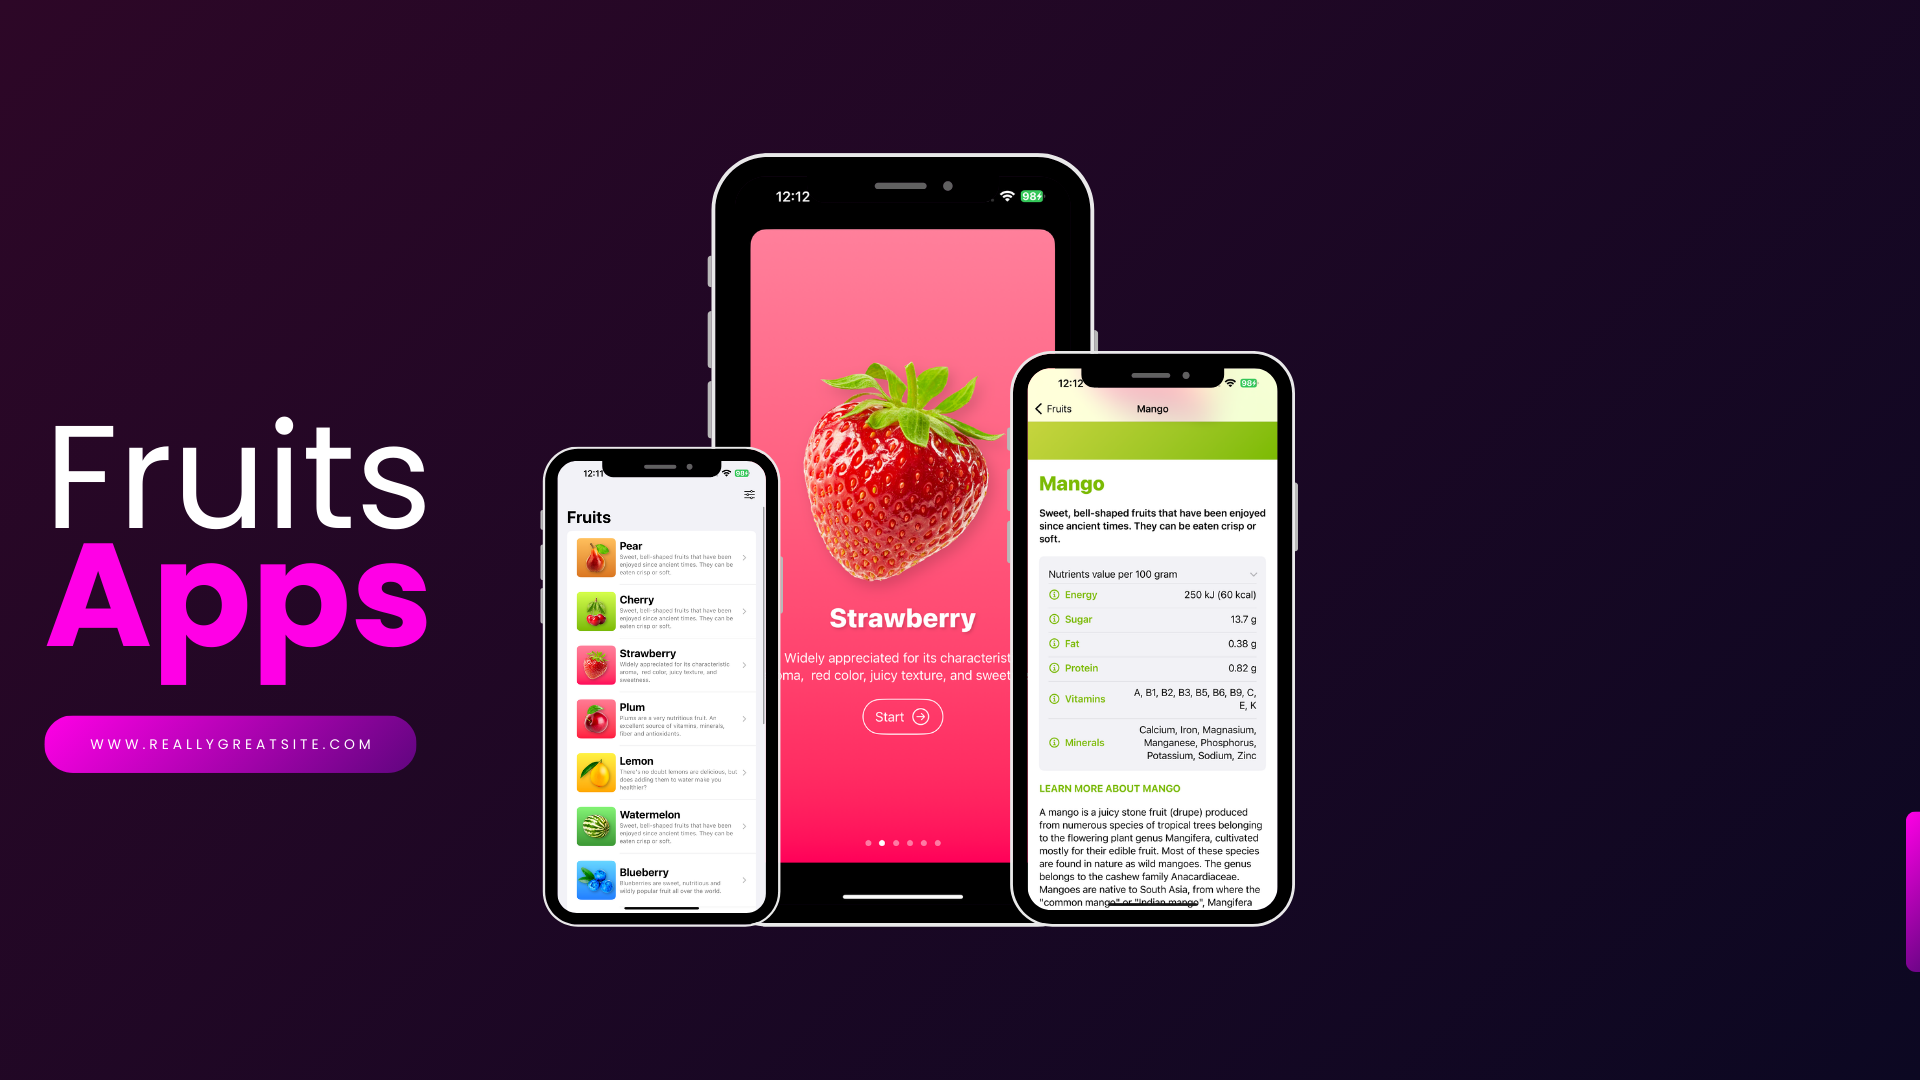 Fruits
Apps
WWW.REALLYGREATSITE.COM
12:11
98
Fruits
Pear
Sweet, bell-shaped fruits that have been
enjoyed since ancient times. They can be
eaten crisp or soft.
Cherry
Sweet, bell-shaped fruits that have been
enjoyed since ancient times. They can be
eaten crisp or soft.
Strawberry
Widely appreciated for its characteristic
aroma, red color, juicy texture, and
sweetness.
Plum
Plums are a very nutritious fruit. An
excellent source of vitamins, minerals,
fiber and antioxidants.
Lemon
There's no doubt lemons are delicious, but
does adding them to water make you
healthier?
Watermelon
Sweet, bell-shaped fruits that have been
enjoyed since ancient times. They can be
eaten crisp or soft.
Blueberry
Blueberries are sweet, nutritious and
wildly popular fruit all over the world.
12:12
98
Strawberry
Widely appreciated for its characterist
oma, red color, juicy texture, and sweet
Start
12:12
98
Fruits
Mango
Mango
Sweet, bell-shaped fruits that have been enjoyed
since ancient times. They can be eaten crisp or
soft.
Nutrients value per 100 gram
Energy 250 kJ (60 kcal)
Sugar 13.7 g
Fat 0.38 g
Protein 0.82 g
Vitamins A, B1, B2, B3, B5, B6, B9, C,
E, K
Minerals Calcium, Iron, Magnasium,
Manganese, Phosphorus,
Potassium, Sodium, Zinc
LEARN MORE ABOUT MANGO
A mango is a juicy stone fruit (drupe) produced
from numerous species of tropical trees belonging
to the flowering plant genus Mangifera, cultivated
mostly for their edible fruit. Most of these species
are found in nature as wild mangoes. The genus
belongs to the cashew family Anacardiaceae.
Mangoes are native to South Asia, from where the
"common mango" or "Indian mango", Mangifera